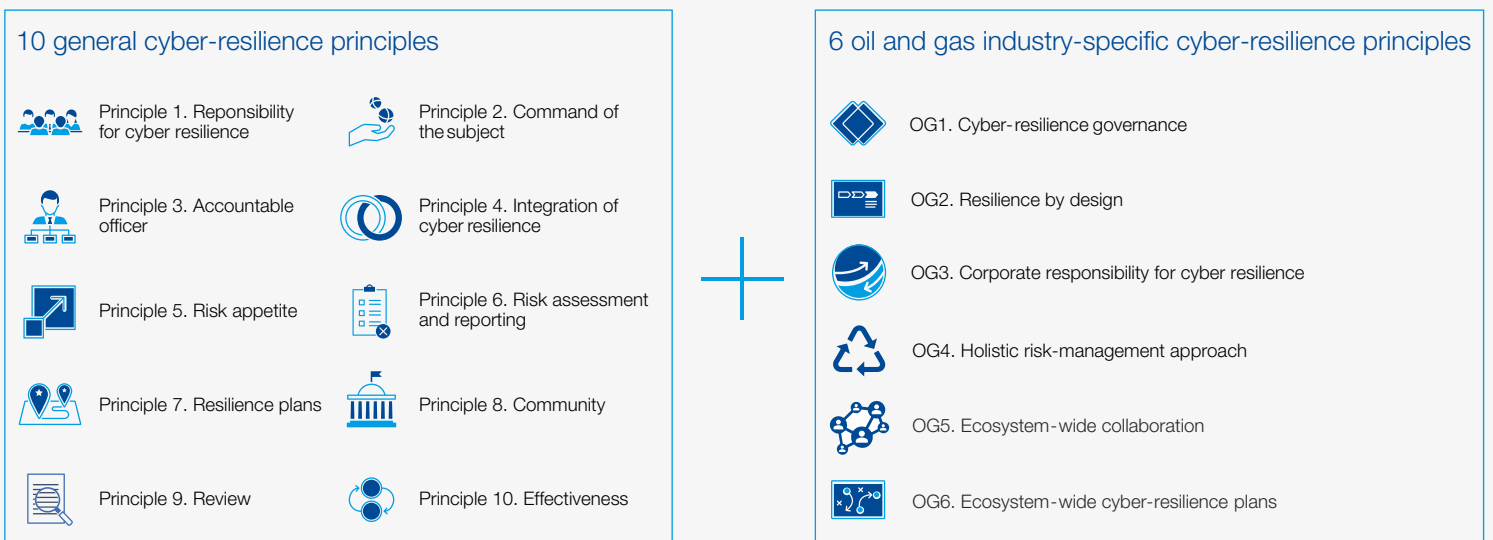 10 general cyber-resilience principles
Principle 1. Reponsibility
for cyber resilience
Principle 2. Command of
the subject
Principle 3. Accountable
officer
Principle 4. Integration of
cyber resilience
Principle 5. Risk appetite
Principle 6. Risk assessment
and reporting
Principle 7. Resilience plans
Principle 8. Community
Principle 9. Review
Principle 10. Effectiveness
6 oil and gas industry-specific cyber-resilience principles
OG1. Cyber-resilience governance
OG2. Resilience by design
OG3. Corporate responsibility for cyber resilience
OG4. Holistic risk-management approach
OG5. Ecosystem-wide collaboration
OG6. Ecosystem-wide cyber-resilience plans